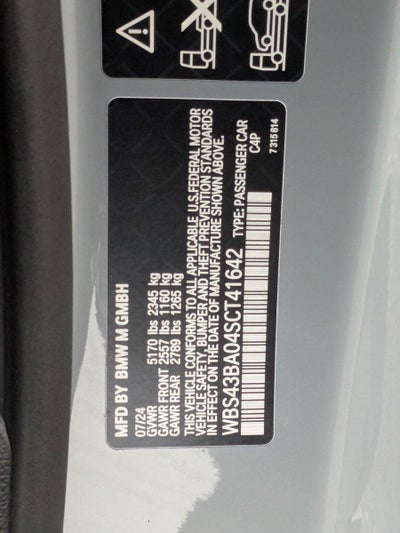 MFD BY BMW M GMBH
07/24
GVWR 5170 lbs 2345 kg
GAWR FRONT 2557 lbs 1160 kg
GAWR REAR 2789 lbs 1265 kg
THIS VEHICLE CONFORMS TO ALL APPLICABLE U.S.FEDERAL MOTOR
VEHICLE SAFETY, BUMPER AND THEFT PREVENTION STANDARDS
IN EFFECT ON THE DATE OF MANUFACTURE SHOWN ABOVE.
WBS43BA04SCT41642 TYPE: PASSENGER CAR
C4P
7315814